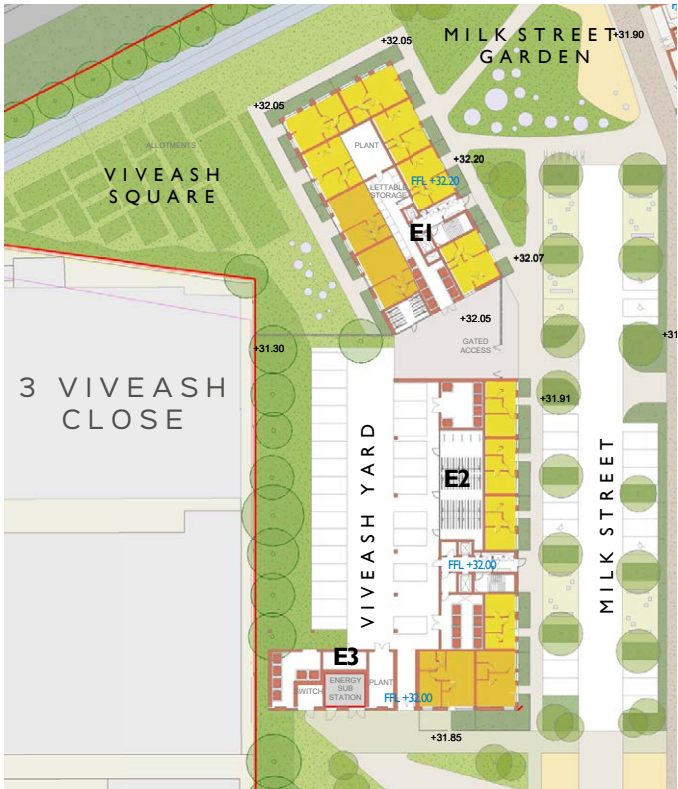 MILK STREET
GARDEN
+31.90
+32.05
+32.05
ALLOTMENTS
VIVEASH
SQUARE
PLANT
+32.20
FFL +32.20
LETTABLE
STORAGE
E1
+32.07
+32.05
GATED
ACCESS
+31.30
3 VIVEASH
CLOSE
+31.91
VIVEASH YARD
E2
MILK STREET
FFL +32.00
E3
ENERGY
SUB
STATION
SWITCH
PLANT
FFL +32.00
+31.85